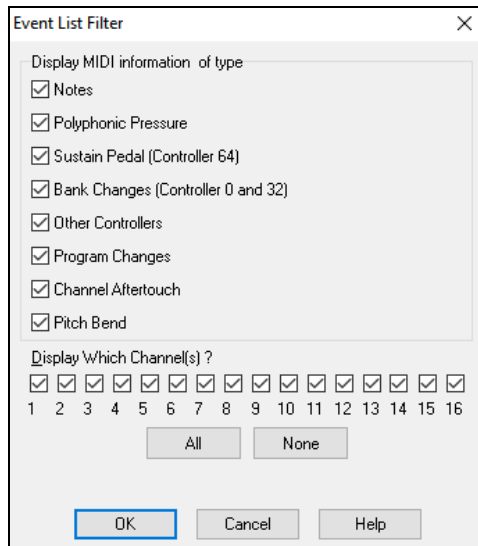 Event List Filter
Display MIDI information of type
Notes
Polyphonic Pressure
Sustain Pedal (Controller 64)
Bank Changes (Controller 0 and 32)
Other Controllers
Program Changes
Channel Aftertouch
Pitch Bend
Display Which Channel(s) ?
1 2 3 4 5 6 7 8 9 10 11 12 13 14 15 16
All None
OK Cancel Help